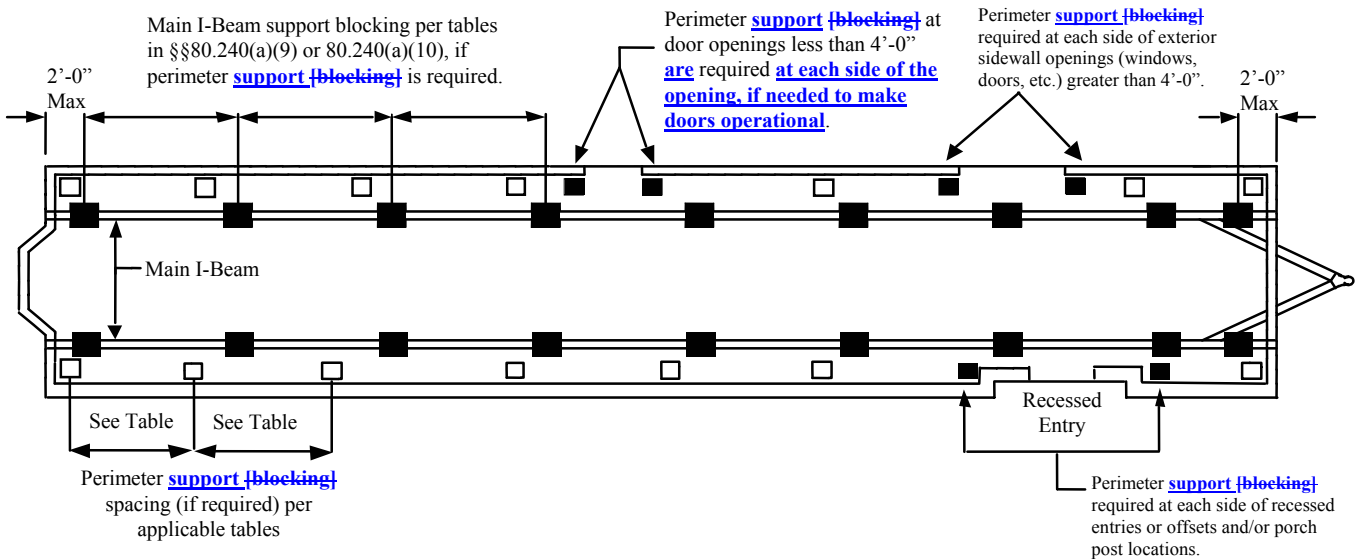 Main I-Beam support blocking per tables
in §§80.240(a)(9) or 80.240(a)(10), if
perimeter support [blocking] is required.
2’-0”
Max
Perimeter support [blocking] at
door openings less than 4’-0”
are required at each side of the
opening, if needed to make
doors operational.
Perimeter support [blocking]
required at each side of exterior
sidewall openings (windows,
doors, etc.) greater than 4’-0”.
2’-0”
Max
Main I-Beam
See Table
See Table
Recessed
Entry
Perimeter support [blocking]
spacing (if required) per
applicable tables
Perimeter support [blocking]
required at each side of recessed
entries or offsets and/or porch
post locations.